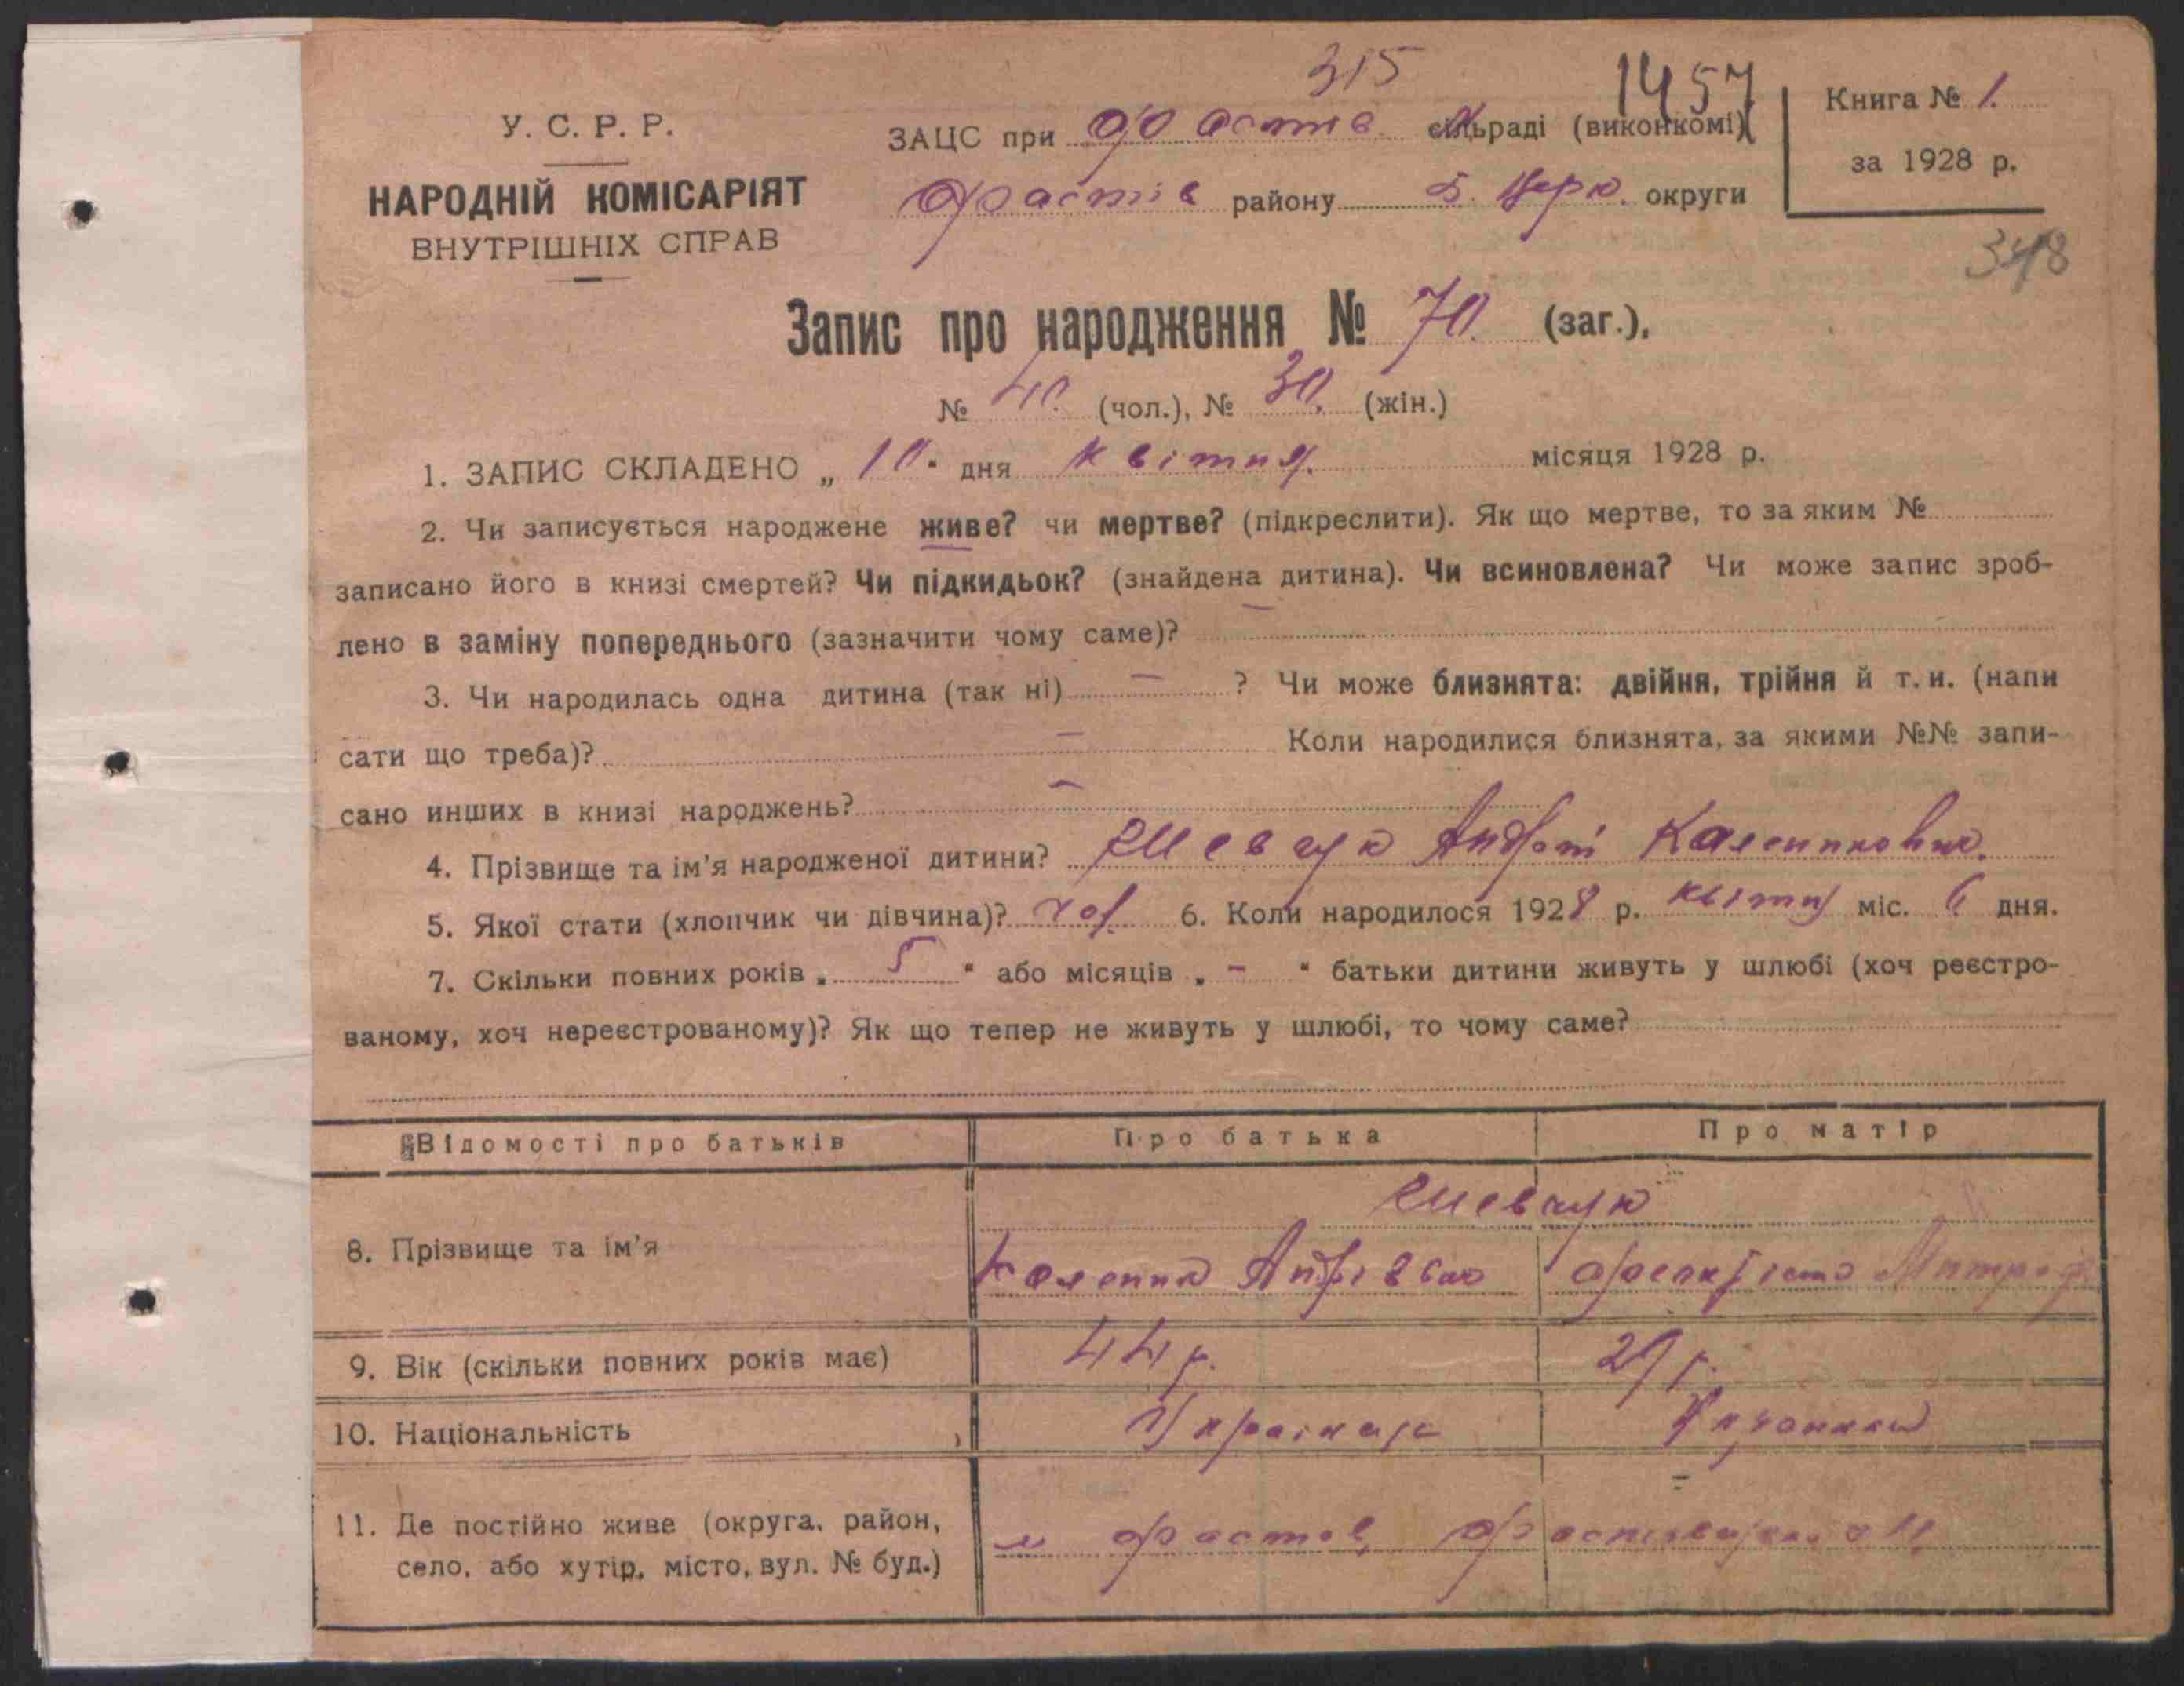 315
1457
У. С. Р. Р.
НАРОДНІЙ КОМІСАРІЯТ
ВНУТРІШНІХ СПРАВ
ЗАЦС при Фастів сільраді (виконкомі)
Фастів району Б. Церк. округи
Книга № 1.
за 1928 р.
348
Запис про народження № 70. (заг.),
№ 40. (чол.), № 30. (жін.)
1. ЗАПИС СКЛАДЕНО „ 10 " дня квітня. місяця 1928 р.
2. Чи записується народжене живе? чи мертве? (підкреслити). Як що мертве, то за яким №
записано його в книзі смертей? Чи підкидьок? (знайдена дитина). Чи всиновлена? Чи може запис зроб-
лено в заміну попереднього (зазначити чому саме)? —
3. Чи народилась одна дитина (так ні) — ? Чи може близнята: двійня, трійня й т. и. (напи
сати що треба)? — Коли народилися близнята, за якими №№ запи-
сано инших в книзі народжень? —
4. Прізвище та ім'я народженої дитини? Шевчук Андрій
5. Якої стати (хлопчик чи дівчина)? чол. 6. Коли народилося 1928 р. квітня міс. 6 дня.
7. Скільки повних років „ 5 " або місяців „ - " батьки дитини живуть у шлюбі (хоч реєстро-
ваному, хоч нереєстрованому)? Як що тепер не живуть у шлюбі, то чому саме?
Відомості про батьків Про батька Про матір
Шевчук
8. Прізвище та ім'я
9. Вік (скільки повних років має) 44 р. 29 р.
10. Національність Українець Українка
11. Де постійно живе (округа, район,
село, або хутір, місто, вул. № буд.) м Фастів